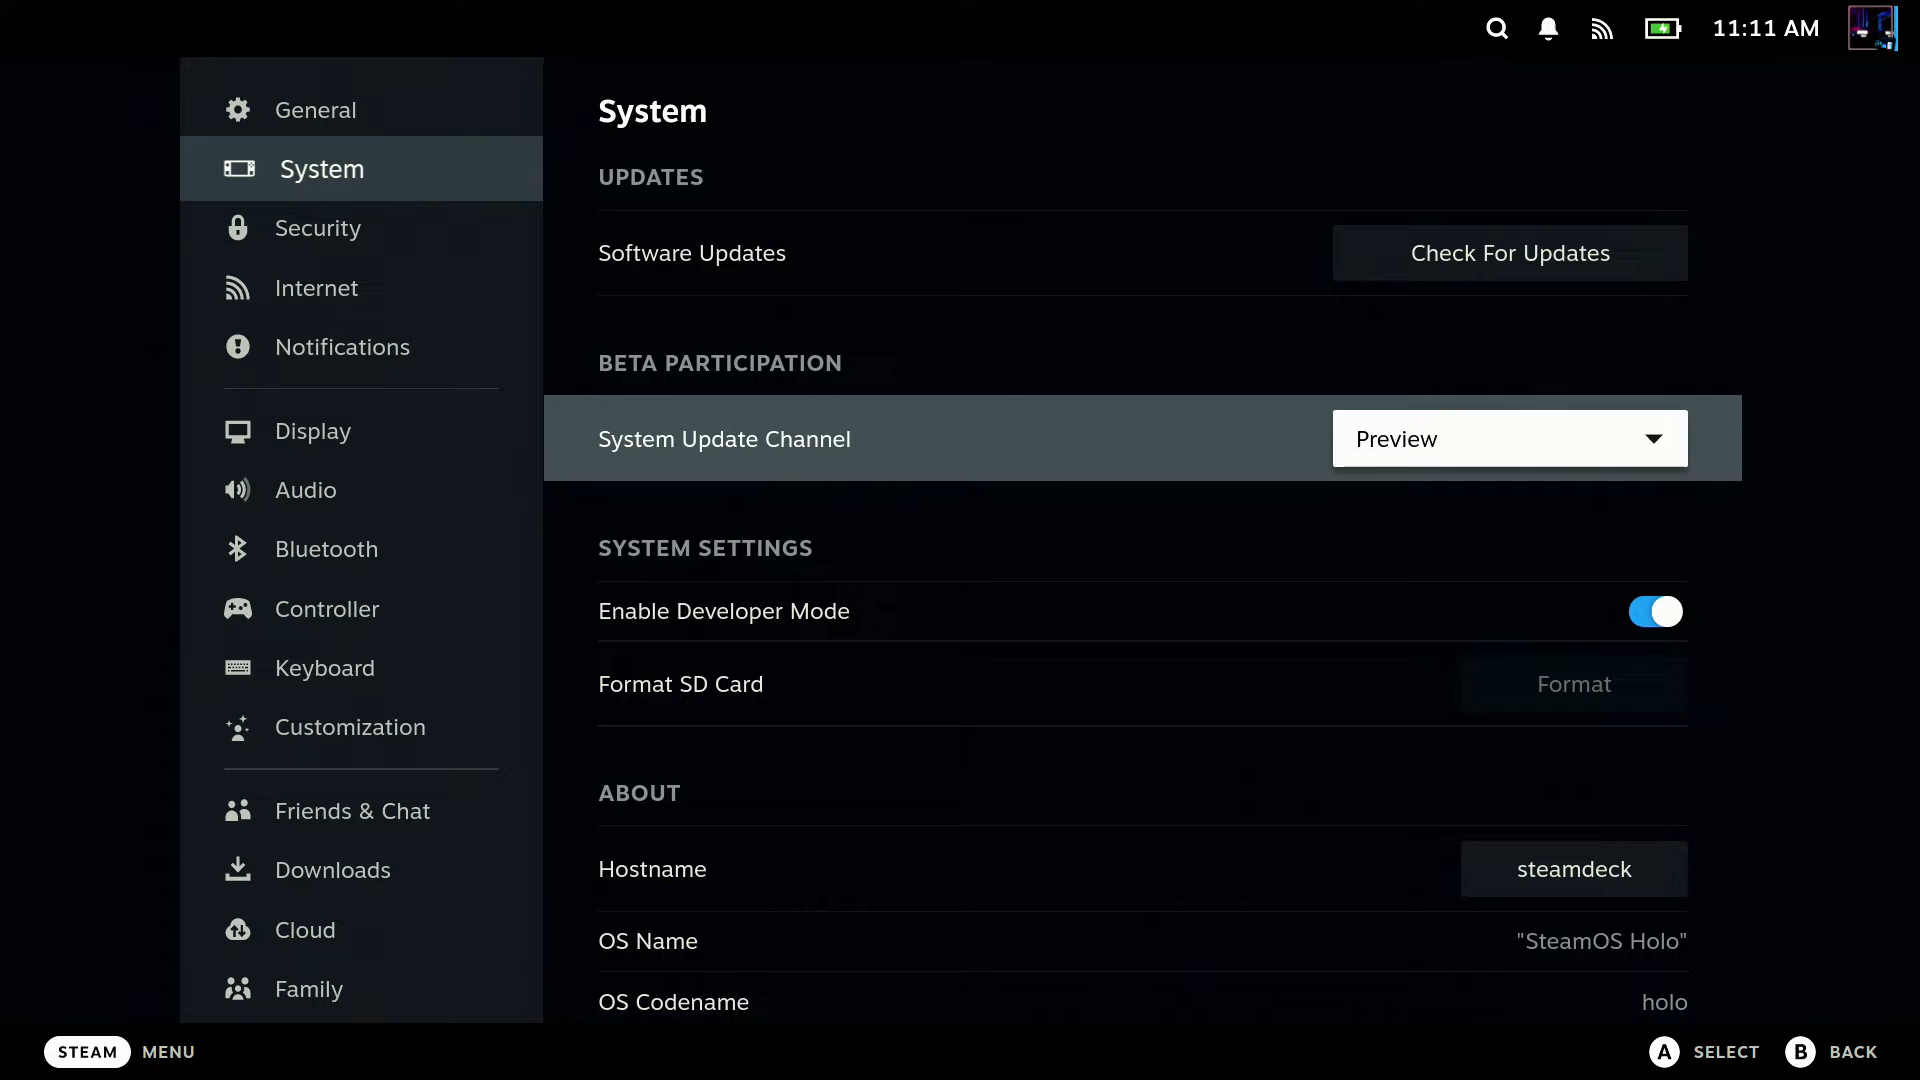 11:11 AM
General
System
Security
Internet
Notifications
Display
Audio
Bluetooth
Controller
Keyboard
Customization
Friends & Chat
Downloads
Cloud
Family
System
UPDATES
Software Updates
Check For Updates
BETA PARTICIPATION
System Update Channel
Preview
SYSTEM SETTINGS
Enable Developer Mode
Format SD Card
Format
ABOUT
Hostname
steamdeck
OS Name
"SteamOS Holo"
OS Codename
holo
STEAM MENU
A SELECT B BACK